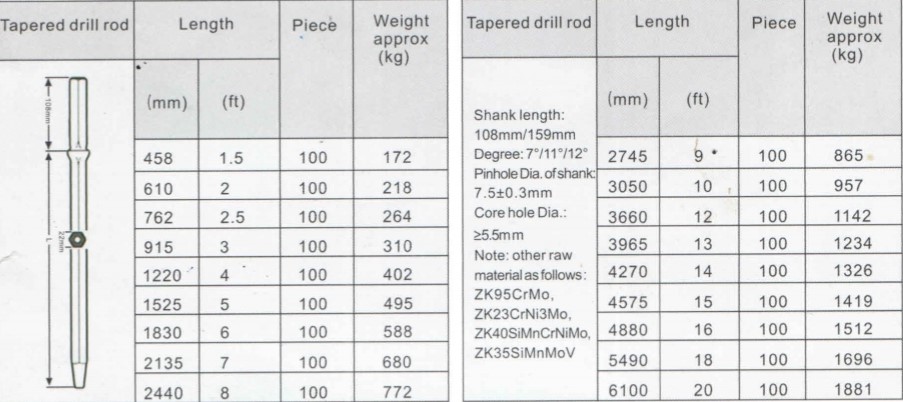 Tapered drill rod Length Piece Weight approx (kg)
(mm) (ft)
108mm
L
22mm
458 1.5 100 172
610 2 100 218
762 2.5 100 264
915 3 100 310
1220 4 100 402
1525 5 100 495
1830 6 100 588
2135 7 100 680
2440 8 100 772
Tapered drill rod Length Piece Weight approx (kg)
(mm) (ft)
Shank length:
108mm/159mm
Degree: 7°/11°/12°
Pinhole Dia. of shank:
7.5±0.3mm
Core hole Dia.:
≥5.5mm
Note: other raw
material as follows:
ZK95CrMo,
ZK23CrNi3Mo,
ZK40SiMnCrNiMo,
ZK35SiMnMoV
2745 9 100 865
3050 10 100 957
3660 12 100 1142
3965 13 100 1234
4270 14 100 1326
4575 15 100 1419
4880 16 100 1512
5490 18 100 1696
6100 20 100 1881